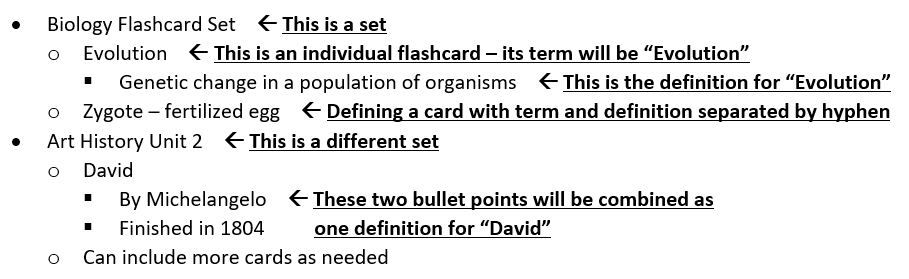 • Biology Flashcard Set ← This is a set
o Evolution ← This is an individual flashcard – its term will be “Evolution”
▪ Genetic change in a population of organisms ← This is the definition for “Evolution”
o Zygote – fertilized egg ← Defining a card with term and definition separated by hyphen
• Art History Unit 2 ← This is a different set
o David
▪ By Michelangelo ← These two bullet points will be combined as
▪ Finished in 1804 one definition for “David”
o Can include more cards as needed